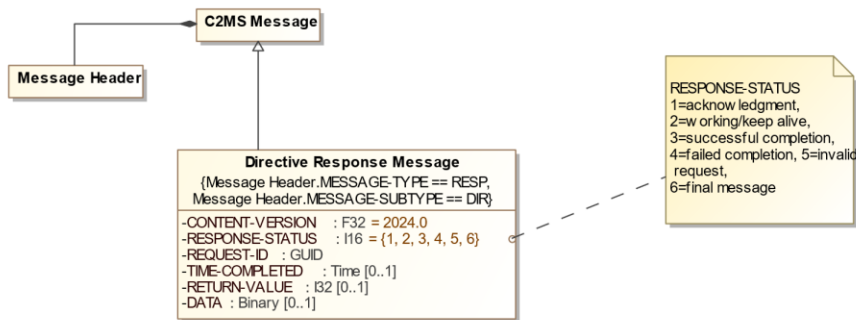 C2MS Message
Message Header
Directive Response Message
{Message Header.MESSAGE-TYPE == RESP,
Message Header.MESSAGE-SUBTYPE == DIR}
-CONTENT-VERSION : F32 = 2024.0
-RESPONSE-STATUS : I16 = {1, 2, 3, 4, 5, 6}
-REQUEST-ID : GUID
-TIME-COMPLETED : Time [0..1]
-RETURN-VALUE : I32 [0..1]
-DATA : Binary [0..1]
RESPONSE-STATUS
1=acknowledgment,
2=working/keep alive,
3=successful completion,
4=failed completion, 5=invalid
request,
6=final message